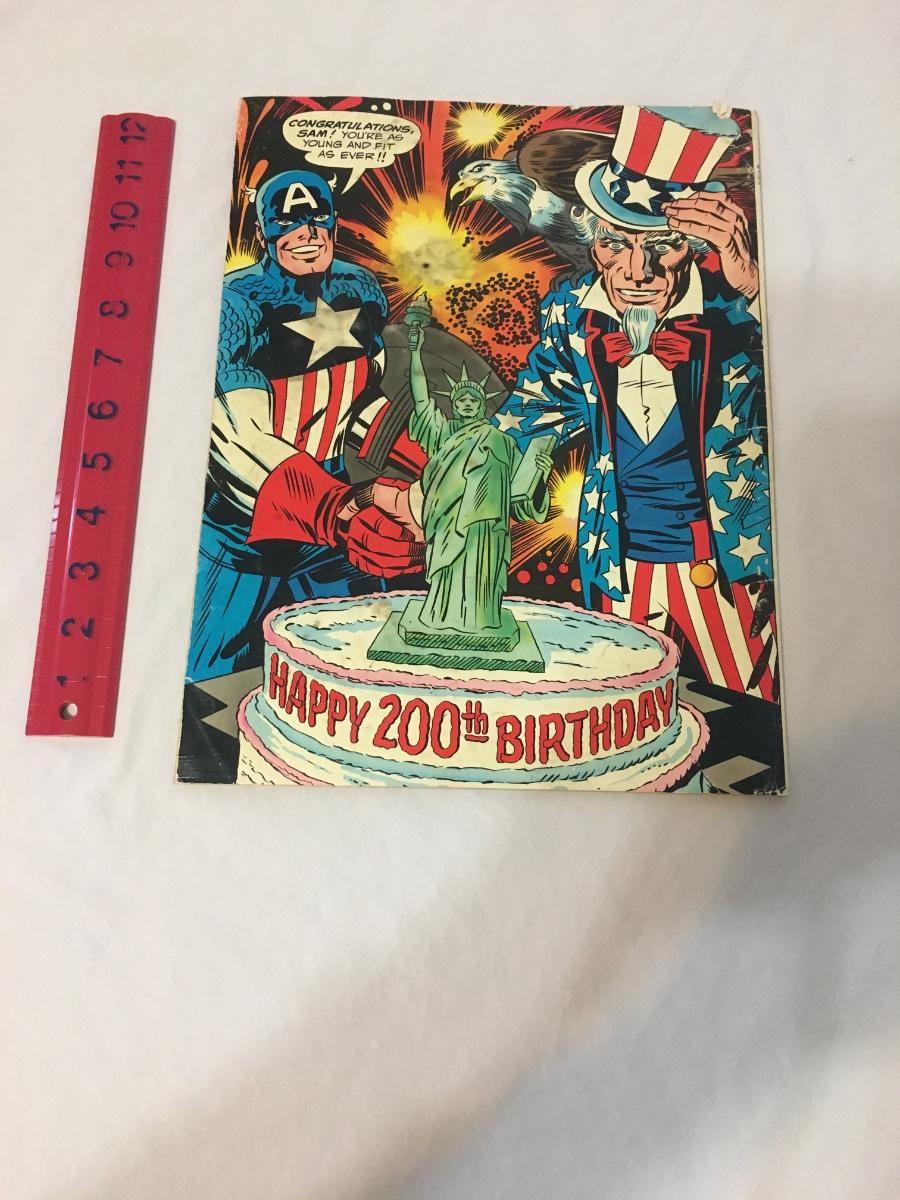 CONGRATULATIONS,
SAM! YOU'RE AS
YOUNG AND FIT
AS EVER!!
A
HAPPY 200th BIRTHDAY
1 2 3 4 5 6 7 8 9 10 11 12